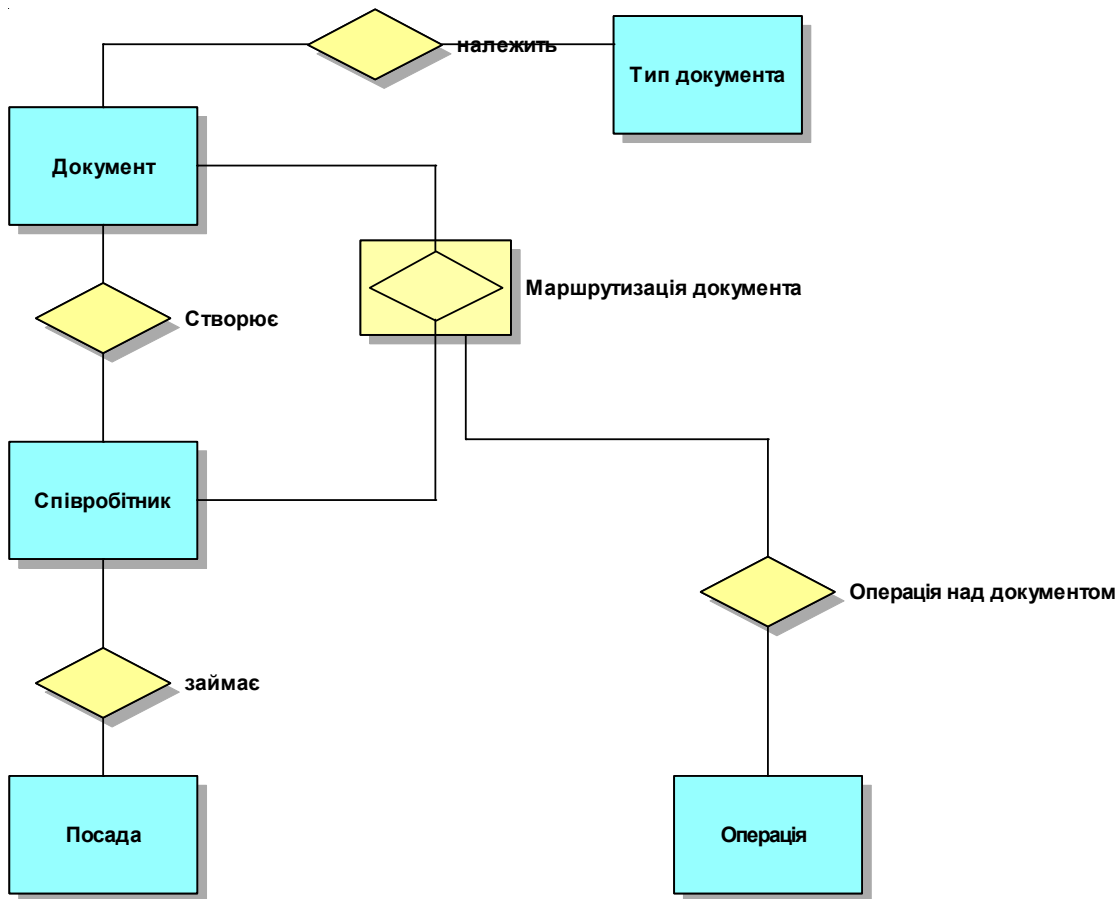 належить
Тип документа
Документ
Маршрутизація документа
Створює
Співробітник
Операція над документом
займає
Посада
Операція